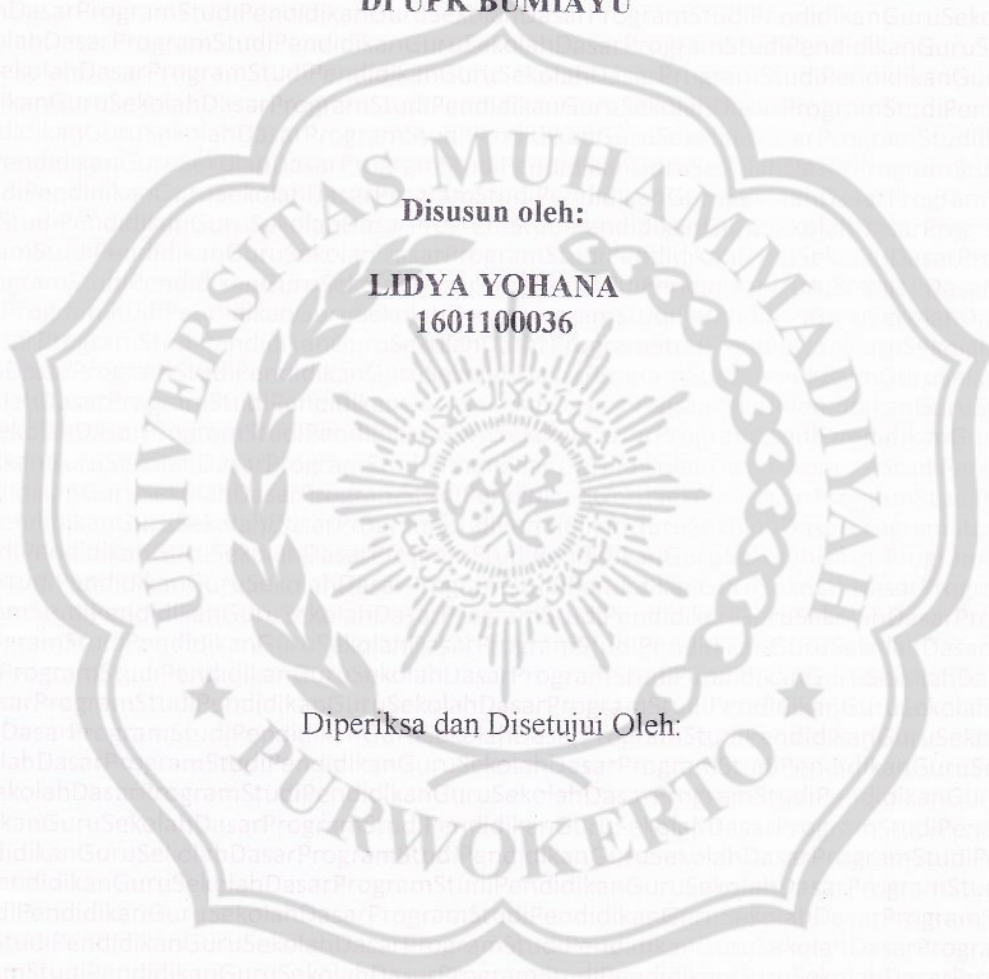 DI UPK BUMIAYU
Disusun oleh:
LIDYA YOHANA
1601100036
UNIVERSITAS MUHAMMADIYAH
Diperiksa dan Disetujui Oleh:
PURWOKERTO